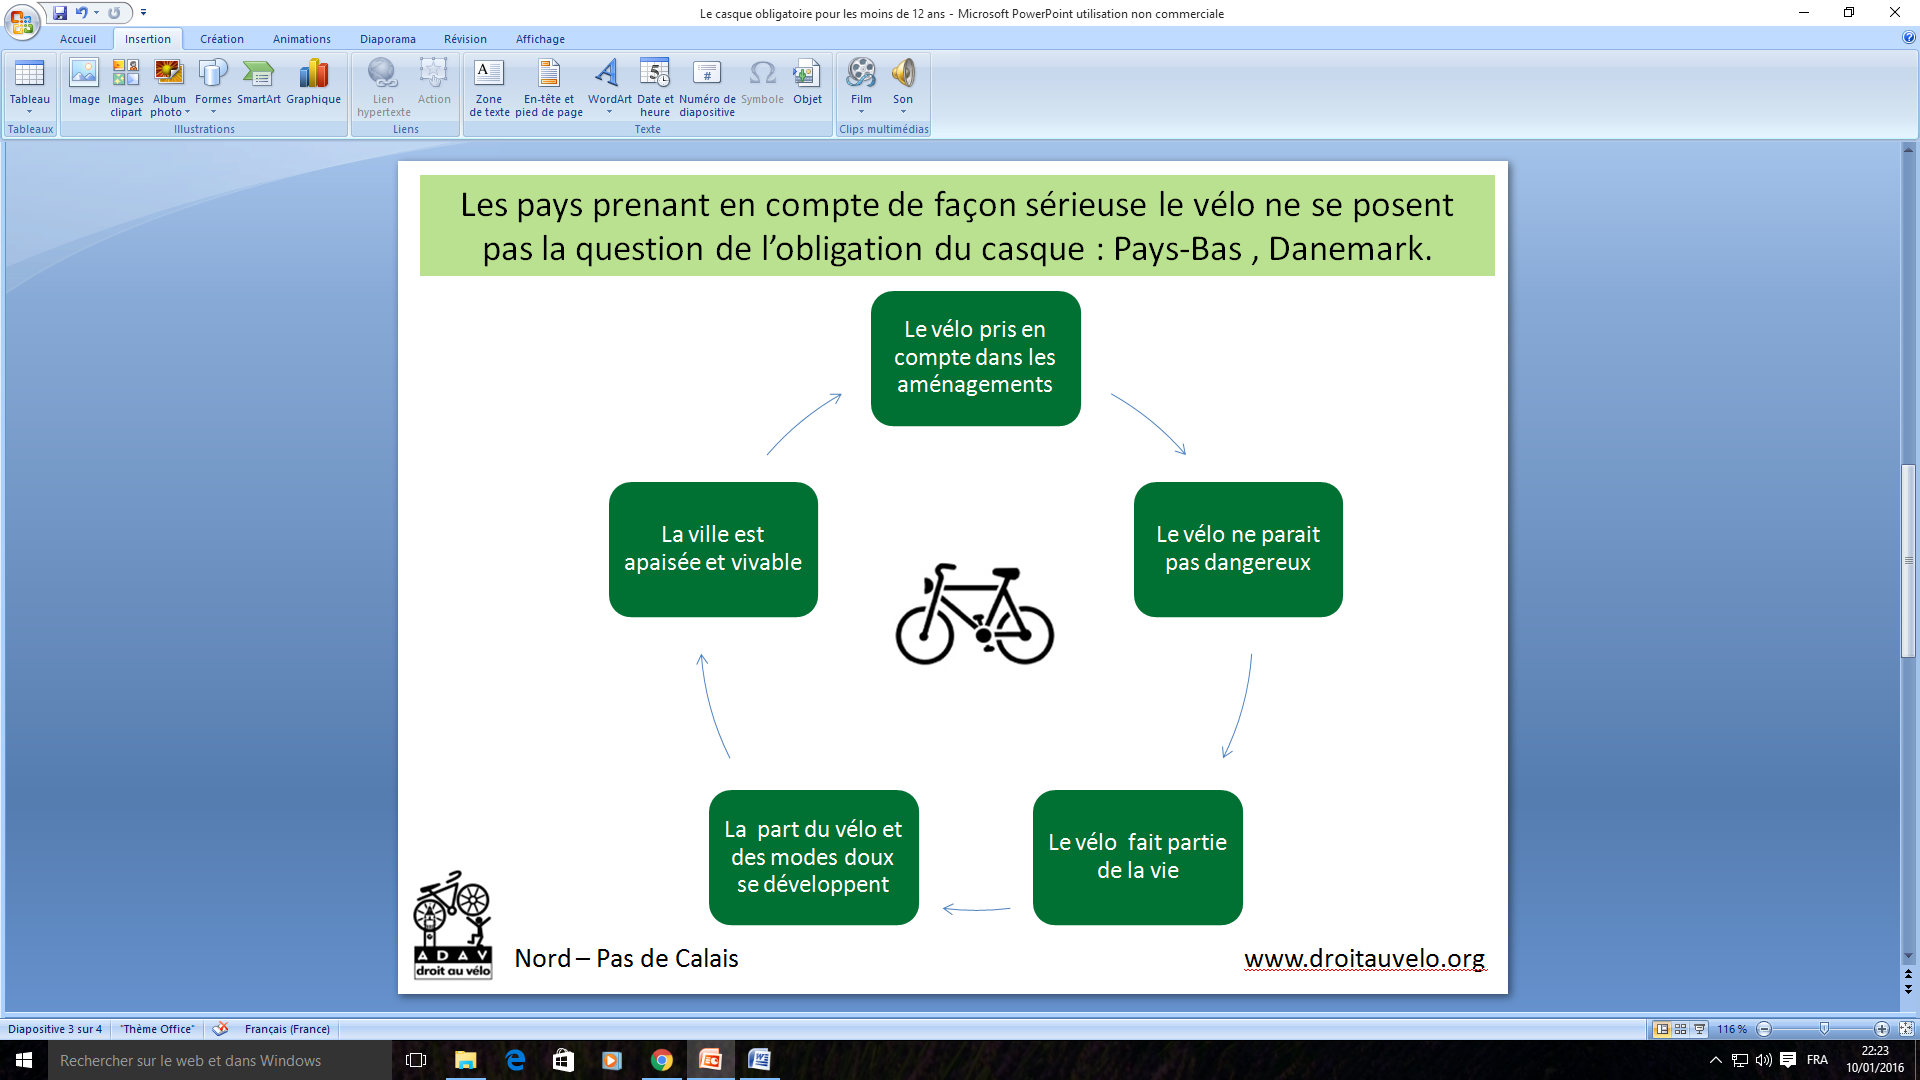 Le casque obligatoire pour les moins de 12 ans - Microsoft PowerPoint utilisation non commerciale
Accueil
Insertion
Création
Animations
Diaporama
Révision
Affichage
Tableau
Image
Images
clipart
Album
photo
Formes
SmartArt
Graphique
Lien
hypertexte
Action
Zone
de texte
En-tête et
pied de page
WordArt
Date et
heure
Numéro de
diapositive
Symbole
Objet
Film
Son
Tableaux
Illustrations
Liens
Texte
Clips multimédias
Les pays prenant en compte de façon sérieuse le vélo ne se posent
pas la question de l'obligation du casque : Pays-Bas , Danemark.
Le vélo pris en
compte dans les
aménagements
Le vélo ne parait
pas dangereux
Le vélo fait partie
de la vie
La part du vélo et
des modes doux
se développent
La ville est
apaisée et vivable
ADAV
droit au vélo
Nord – Pas de Calais
www.droitauvelo.org
Diapositive 3 sur 4
"Thème Office"
Français (France)
116 %
Rechercher sur le web et dans Windows
FRA
22:23
10/01/2016